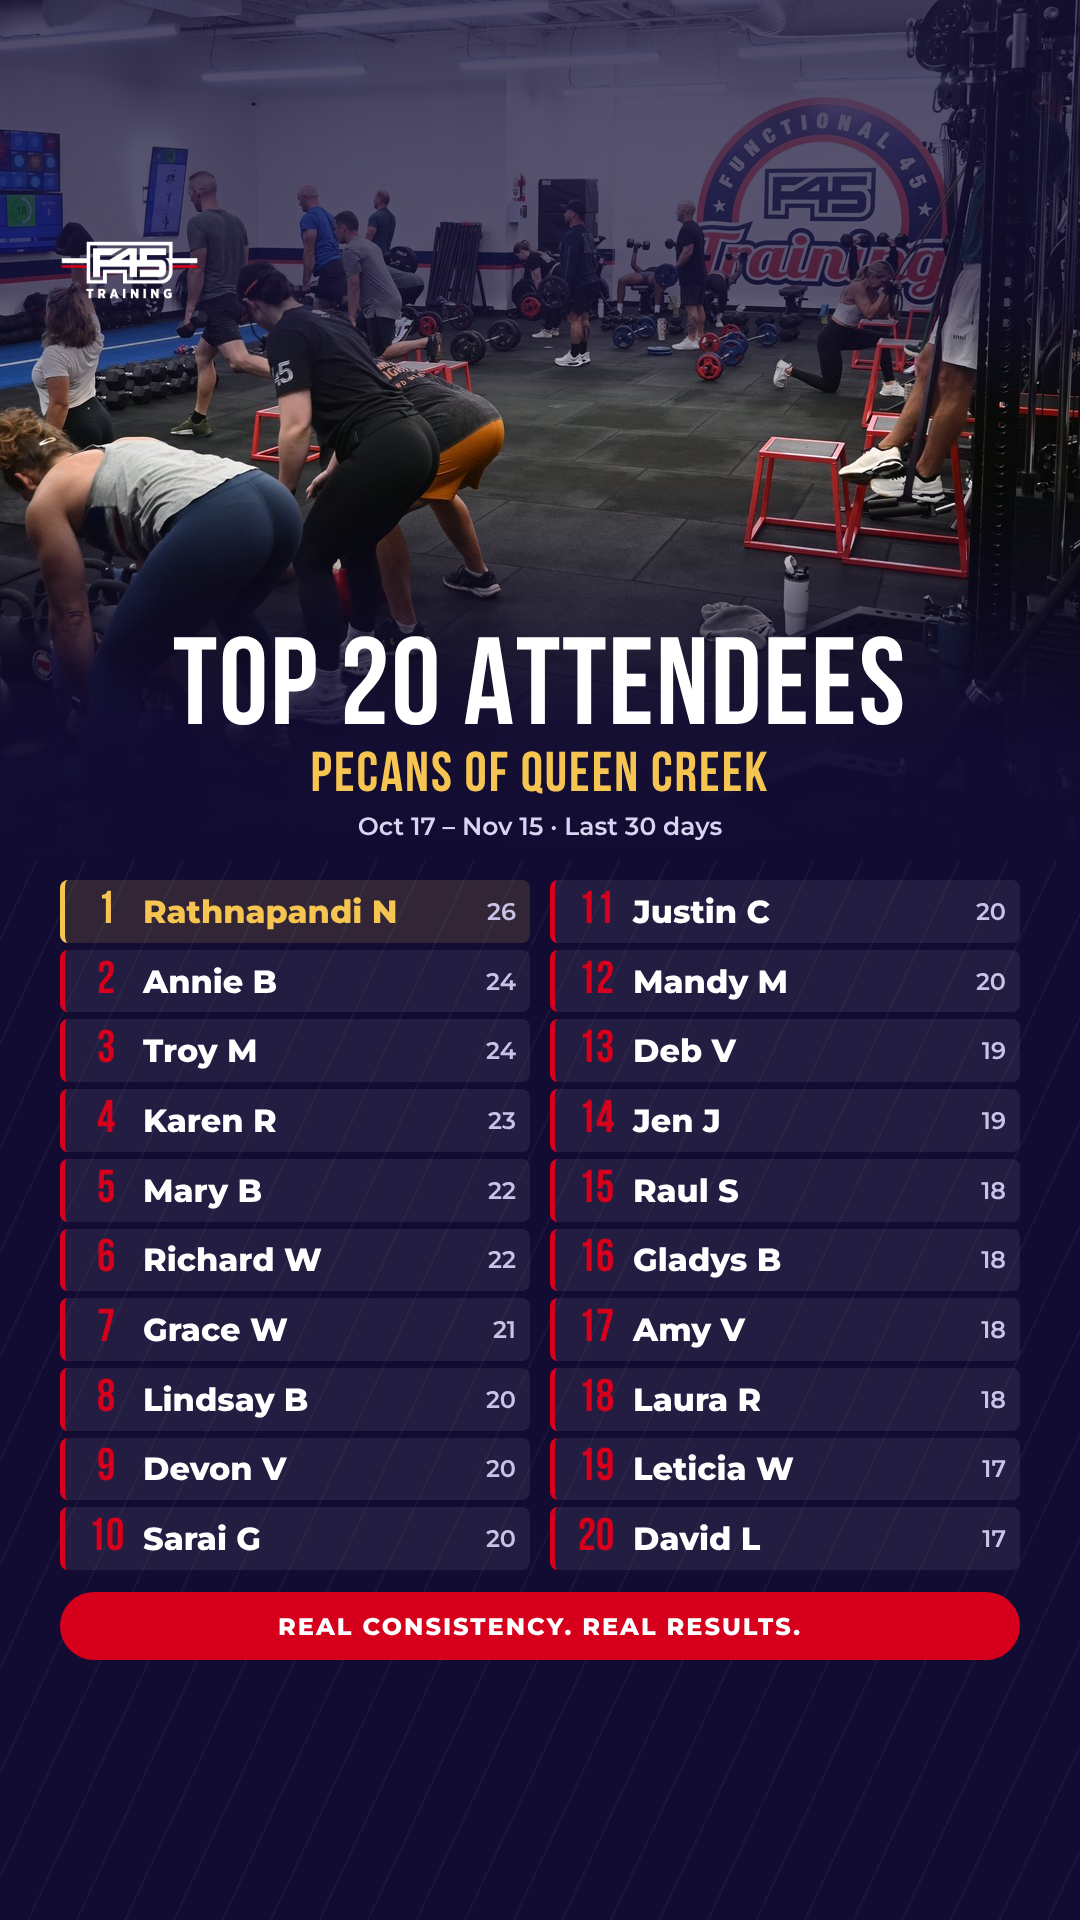 FUNCTIONAL 45
F45
Training
F45
TRAINING
45
TOP 20 ATTENDEES
PECANS OF QUEEN CREEK
Oct 17 – Nov 15 · Last 30 days
1 Rathnapandi N 26
2 Annie B 24
3 Troy M 24
4 Karen R 23
5 Mary B 22
6 Richard W 22
7 Grace W 21
8 Lindsay B 20
9 Devon V 20
10 Sarai G 20
11 Justin C 20
12 Mandy M 20
13 Deb V 19
14 Jen J 19
15 Raul S 18
16 Gladys B 18
17 Amy V 18
18 Laura R 18
19 Leticia W 17
20 David L 17
REAL CONSISTENCY. REAL RESULTS.